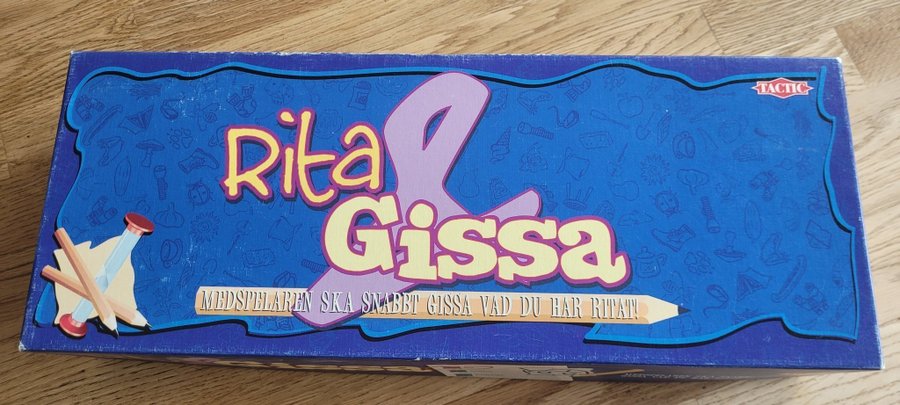 TACTIC
Rita
&
Gissa
MEDSPELAREN SKA SNABBT GISSA VAD DU HAR RITAT!